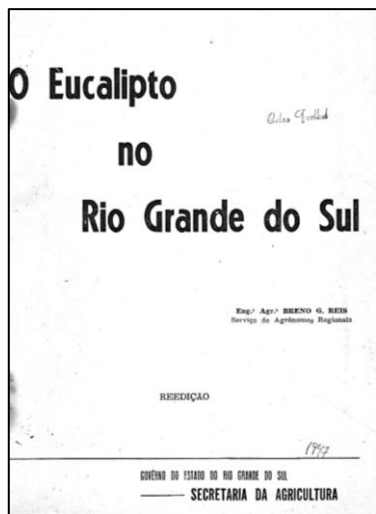 O Eucalipto
no
Rio Grande do Sul
Eng.º Agr.º BRENO G. REIS
Serviço de Agrônomos Regionais
REEDIÇÃO
GOVÊRNO DO ESTADO DO RIO GRANDE DO SUL
SECRETARIA DA AGRICULTURA